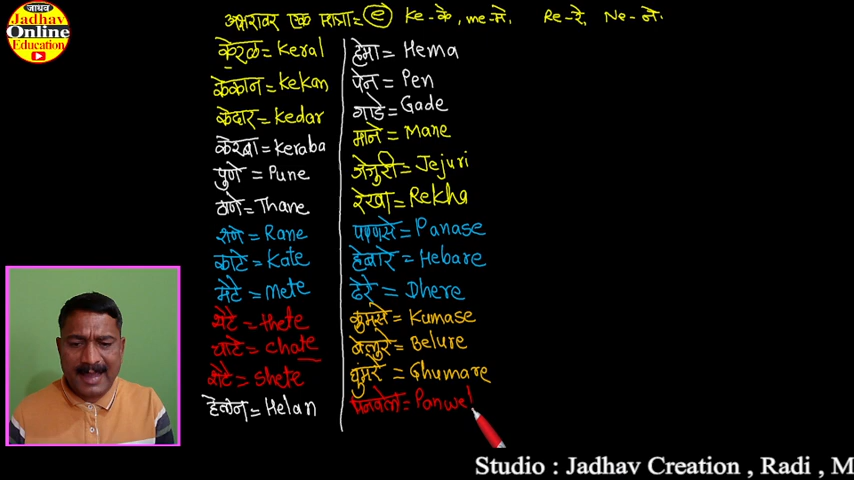 जाधव
Jadhav
Online
Education
अक्षरावर एक मात्रा = e Ke - के, me - मे. Re - रे, Ne - ने.
केरळ = Keral
केकान = Kekan
केदार = Kedar
केरबा = Keraba
पुणे = Pune
ठाणे = Thane
राणे = Rane
काटे = Kate
मेटे = Mete
थेटे = thete
चाटे = chate
शेटे = Shete
हेळेन = Helan
हेमा = Hema
पेन = Pen
गाडे = Gade
माने = Mane
जेजुरी = Jejuri
रेखा = Rekha
पाणसे = Panase
हेबारे = Hebare
ढेरे = Dhere
कुमसे = Kumase
बेलुरे = Belure
घुमरे = Ghumare
पनवेल = Panwel
Studio : Jadhav Creation , Radi , M